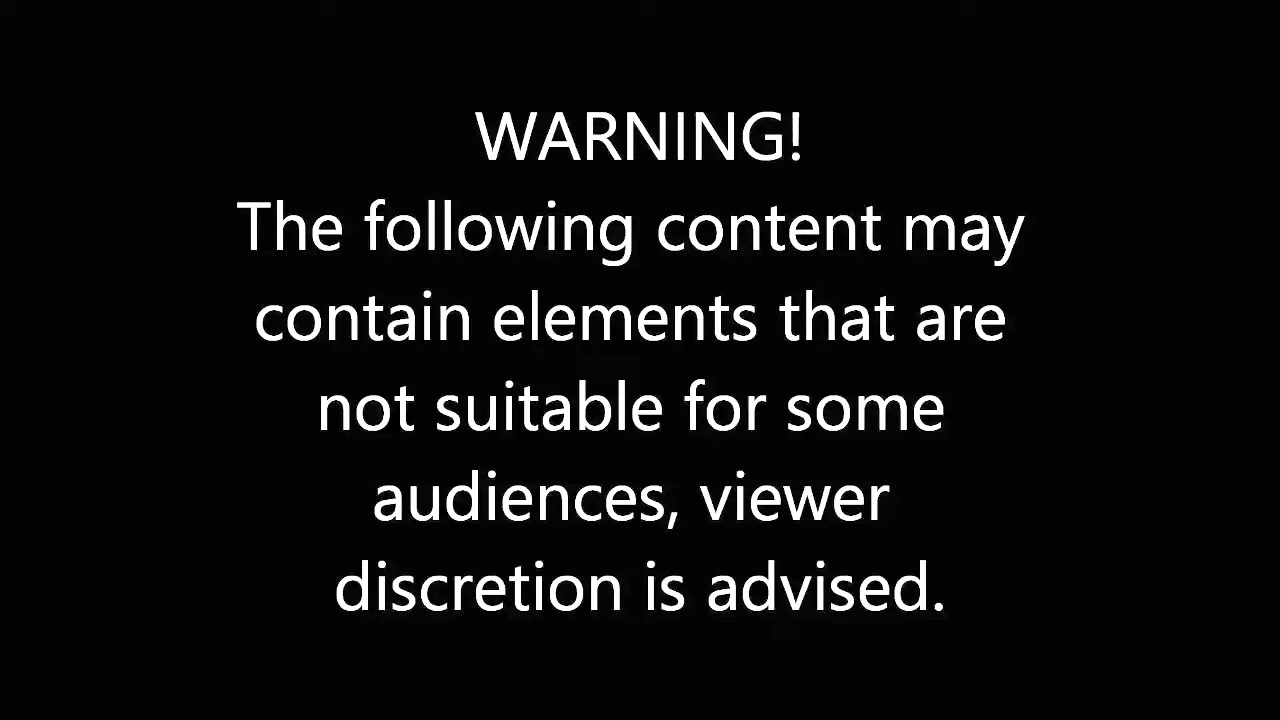 WARNING!
The following content may
contain elements that are
not suitable for some
audiences, viewer
discretion is advised.